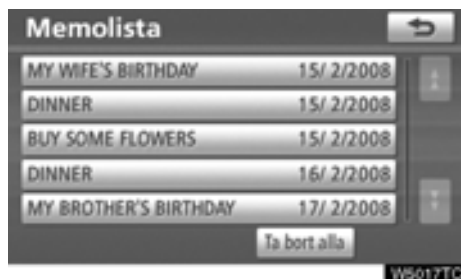 Memolista
MY WIFE'S BIRTHDAY 15/ 2/2008
DINNER 15/ 2/2008
BUY SOME FLOWERS 15/ 2/2008
DINNER 16/ 2/2008
MY BROTHER'S BIRTHDAY 17/ 2/2008
Ta bort alla
W5017TC